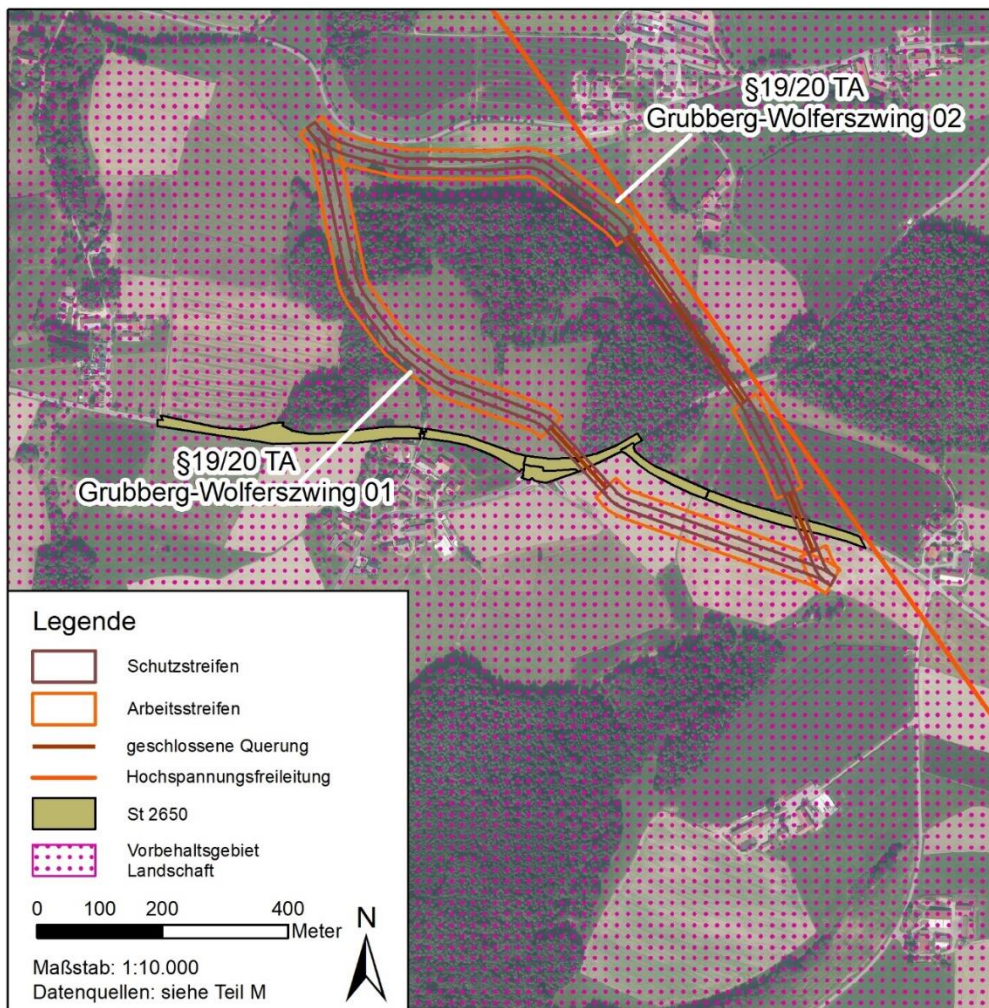 §19/20 TA
Grubberg-Wolferszwing 02
§19/20 TA
Grubberg-Wolferszwing 01
Legende
Schutzstreifen
Arbeitsstreifen
geschlossene Querung
Hochspannungsfreileitung
St 2650
Vorbehaltsgebiet
Landschaft
0 100 200 400
Meter
N
Maßstab: 1:10.000
Datenquellen: siehe Teil M